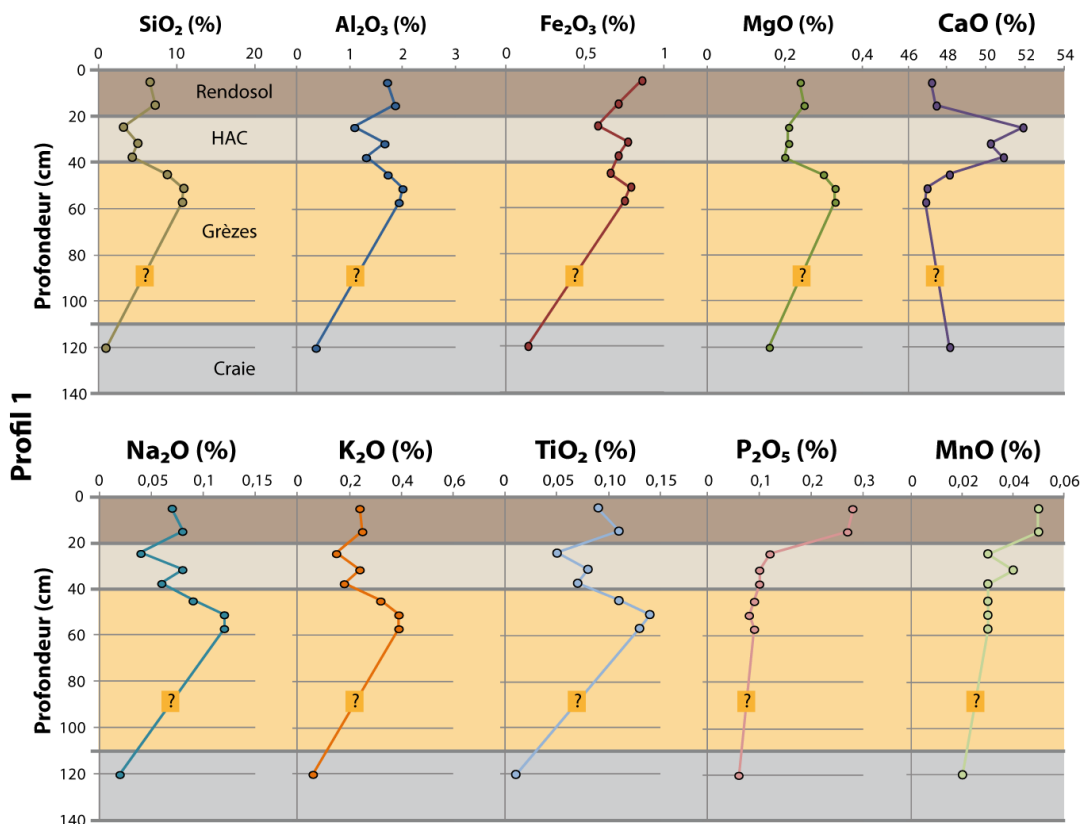 SiO₂ (%) Al₂O₃ (%) Fe₂O₃ (%) MgO (%) CaO (%)
0 10 20 0 1 2 3 0 0,5 1 0 0,2 0,4 46 48 50 52 54
0
Rendosol
20
HAC
40
60
Grèzes
80
? ? ? ? ?
100
120
Craie
140
Profondeur (cm)
Profil 1
Na₂O (%) K₂O (%) TiO₂ (%) P₂O₅ (%) MnO (%)
0 0,05 0,1 0,15 0 0,2 0,4 0,6 0 0,05 0,1 0,15 0 0,1 0,2 0,3 0 0,02 0,04 0,06
0
20
40
60
80
? ? ? ? ?
100
120
140
Profondeur (cm)